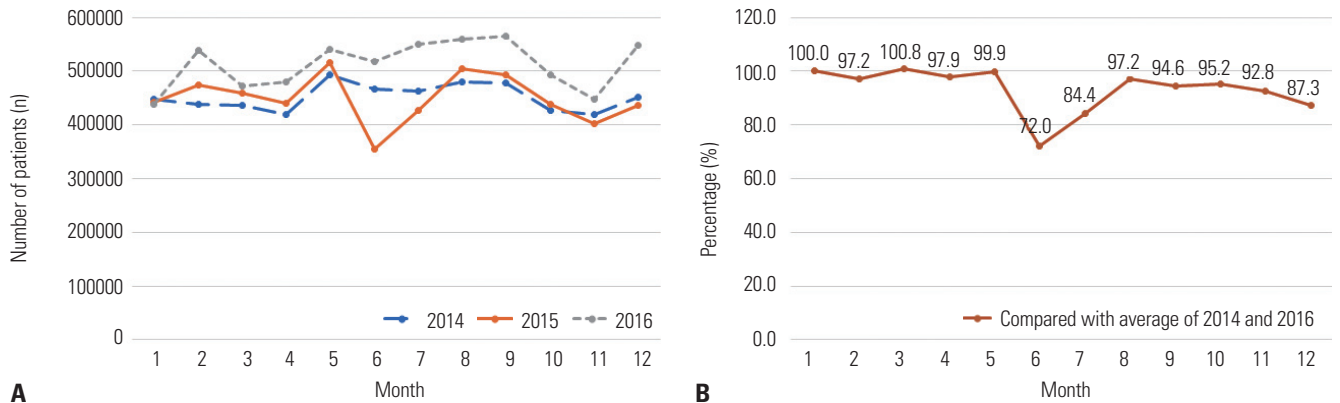 600000
500000
400000
300000
200000
100000
0
Number of patients (n)
2014 2015 2016
1 2 3 4 5 6 7 8 9 10 11 12
Month
A
120.0
100.0
80.0
60.0
40.0
20.0
0.0
Percentage (%)
100.0 97.2 100.8 97.9 99.9 72.0 84.4 97.2 94.6 95.2 92.8 87.3
Compared with average of 2014 and 2016
1 2 3 4 5 6 7 8 9 10 11 12
Month
B